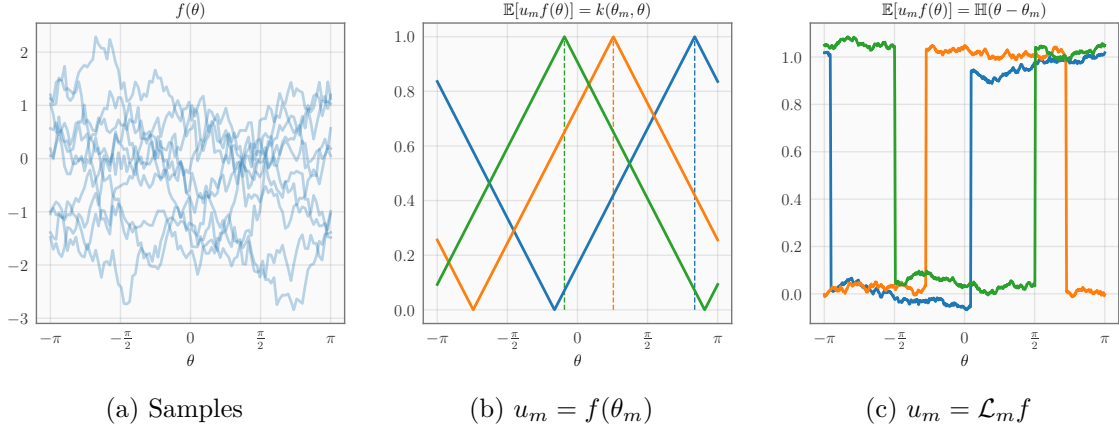 f(θ)
2
1
0
−1
−2
−3
−π
−π/2
0
π/2
π
θ
(a) Samples
𝔼[u_m f(θ)] = k(θ_m, θ)
1.0
0.8
0.6
0.4
0.2
0.0
−π
−π/2
0
π/2
π
θ
(b) u_m = f(θ_m)
𝔼[u_m f(θ)] = ℍ(θ − θ_m)
1.0
0.8
0.6
0.4
0.2
0.0
−π
−π/2
0
π/2
π
θ
(c) u_m = ℒ_m f